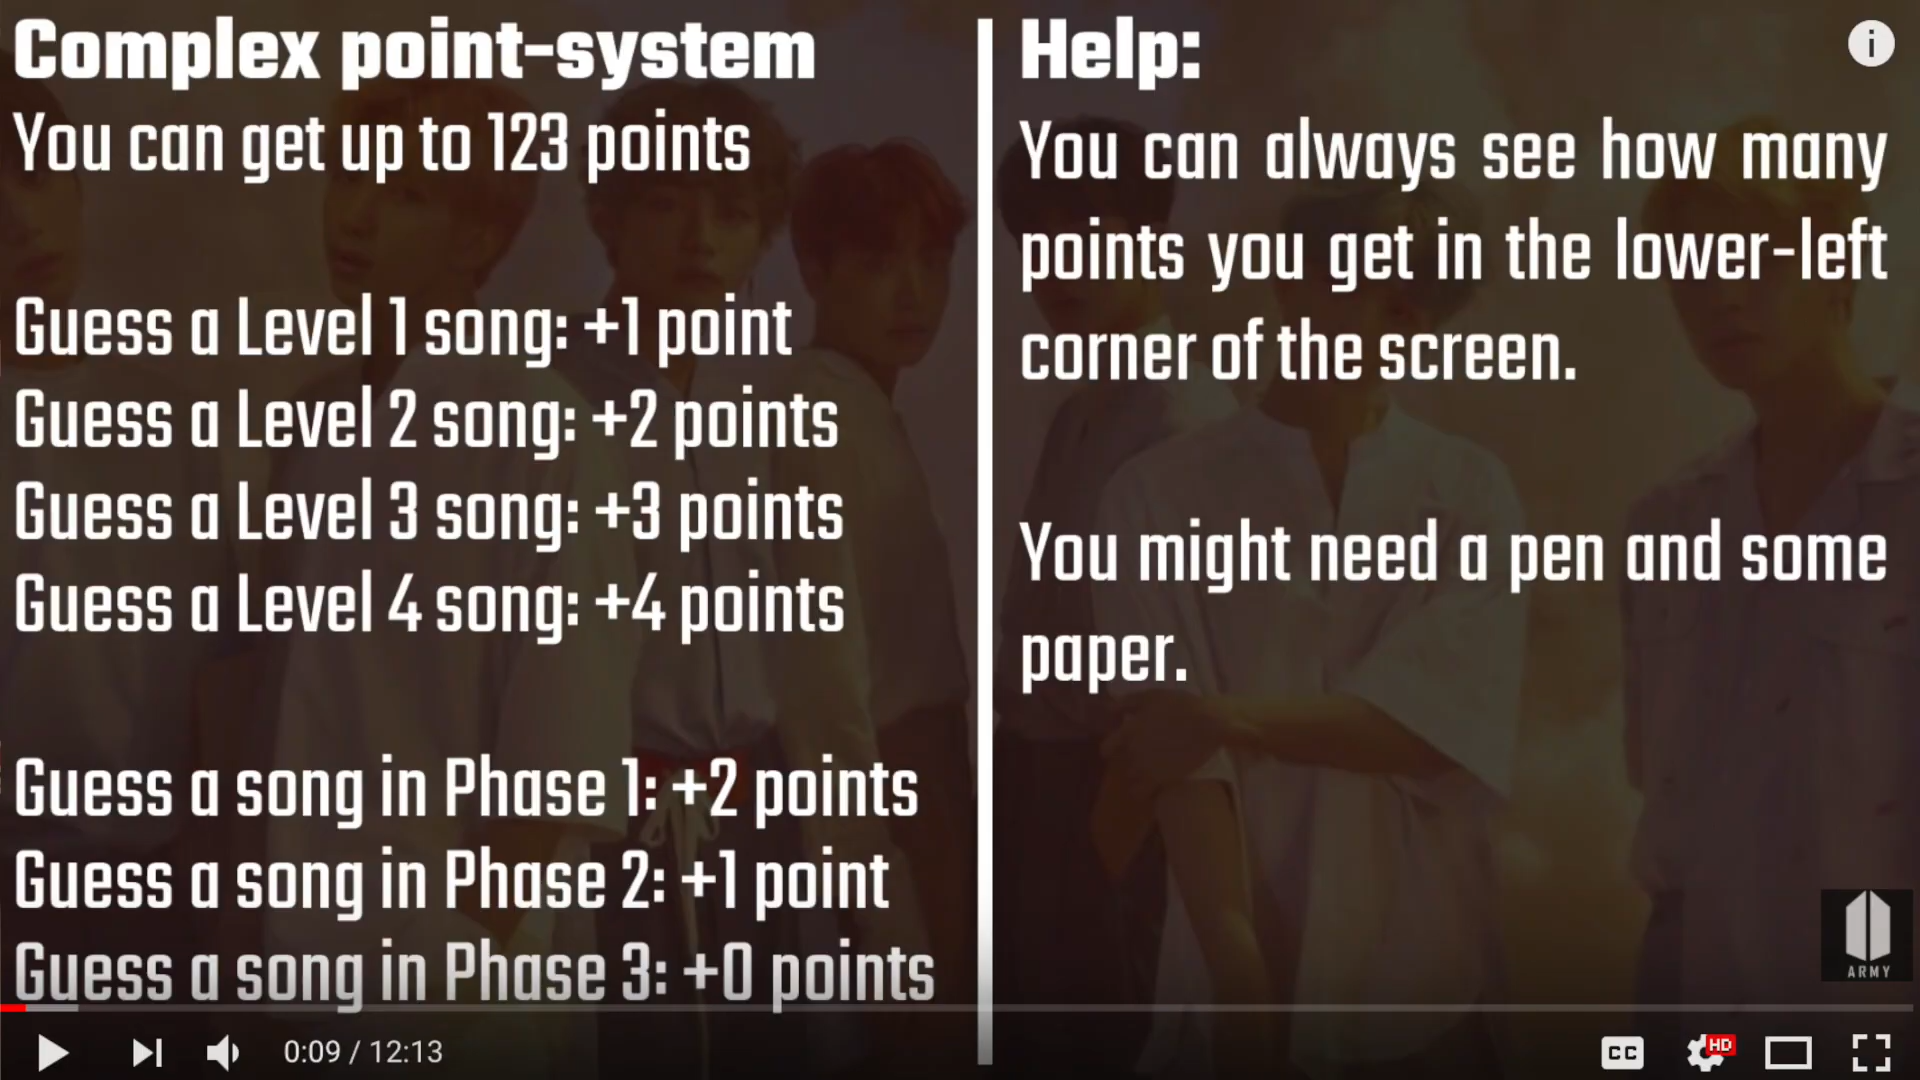 Complex point-system
You can get up to 123 points
Guess a Level 1 song: +1 point
Guess a Level 2 song: +2 points
Guess a Level 3 song: +3 points
Guess a Level 4 song: +4 points
Guess a song in Phase 1: +2 points
Guess a song in Phase 2: +1 point
Guess a song in Phase 3: +0 points
Help:
You can always see how many
points you get in the lower-left
corner of the screen.
You might need a pen and some
paper.
i
ARMY
0:09 / 12:13
CC
HD